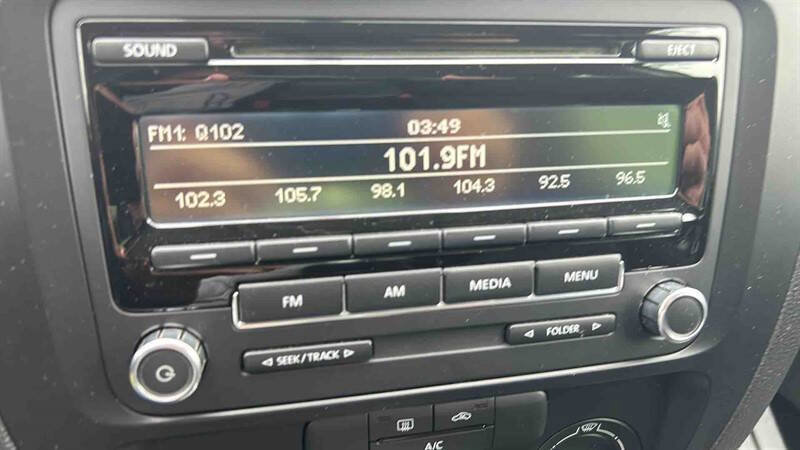 SOUND EJECT
FM1: Q102 03:49
101.9FM
102.3 105.7 98.1 104.3 92.5 96.5
FM AM MEDIA MENU
SEEK/TRACK FOLDER
A/C